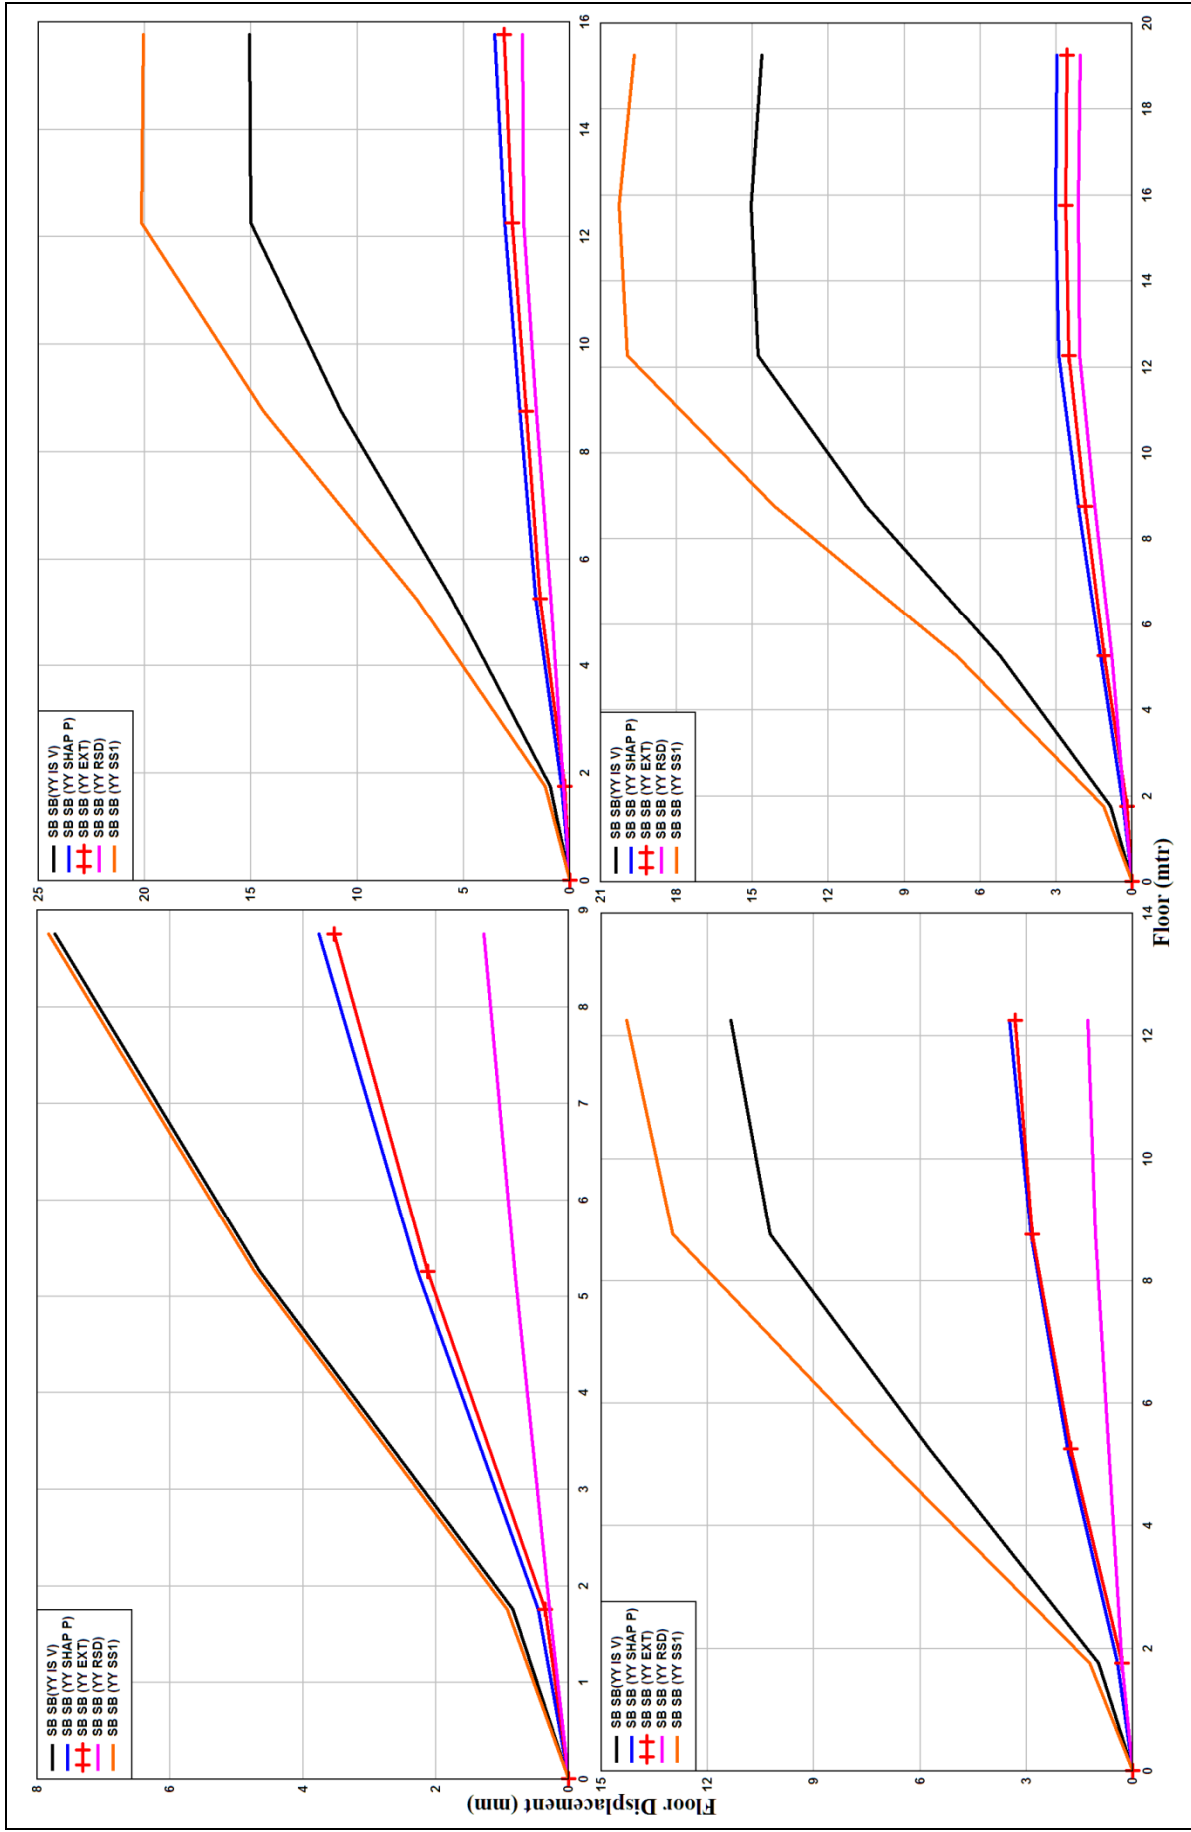 Floor Displacement (mm)
8
6
4
2
0
SB SB(YY IS V)
SB SB (YY SHAP P)
SB SB (YY EXT)
SB SB (YY RSD)
SB SB (YY SS1)
0 1 2 3 4 5 6 7 8 9
25
20
15
10
5
0
SB SB(YY IS V)
SB SB (YY SHAP P)
SB SB (YY EXT)
SB SB (YY RSD)
SB SB (YY SS1)
0 2 4 6 8 10 12 14 16
15
12
9
6
3
0
SB SB(YY IS V)
SB SB (YY SHAP P)
SB SB (YY EXT)
SB SB (YY RSD)
SB SB (YY SS1)
0 2 4 6 8 10 12 14
21
18
15
12
9
6
3
0
SB SB(YY IS V)
SB SB (YY SHAP P)
SB SB (YY EXT)
SB SB (YY RSD)
SB SB (YY SS1)
0 2 4 6 8 10 12 14 16 18 20
Floor (mtr)